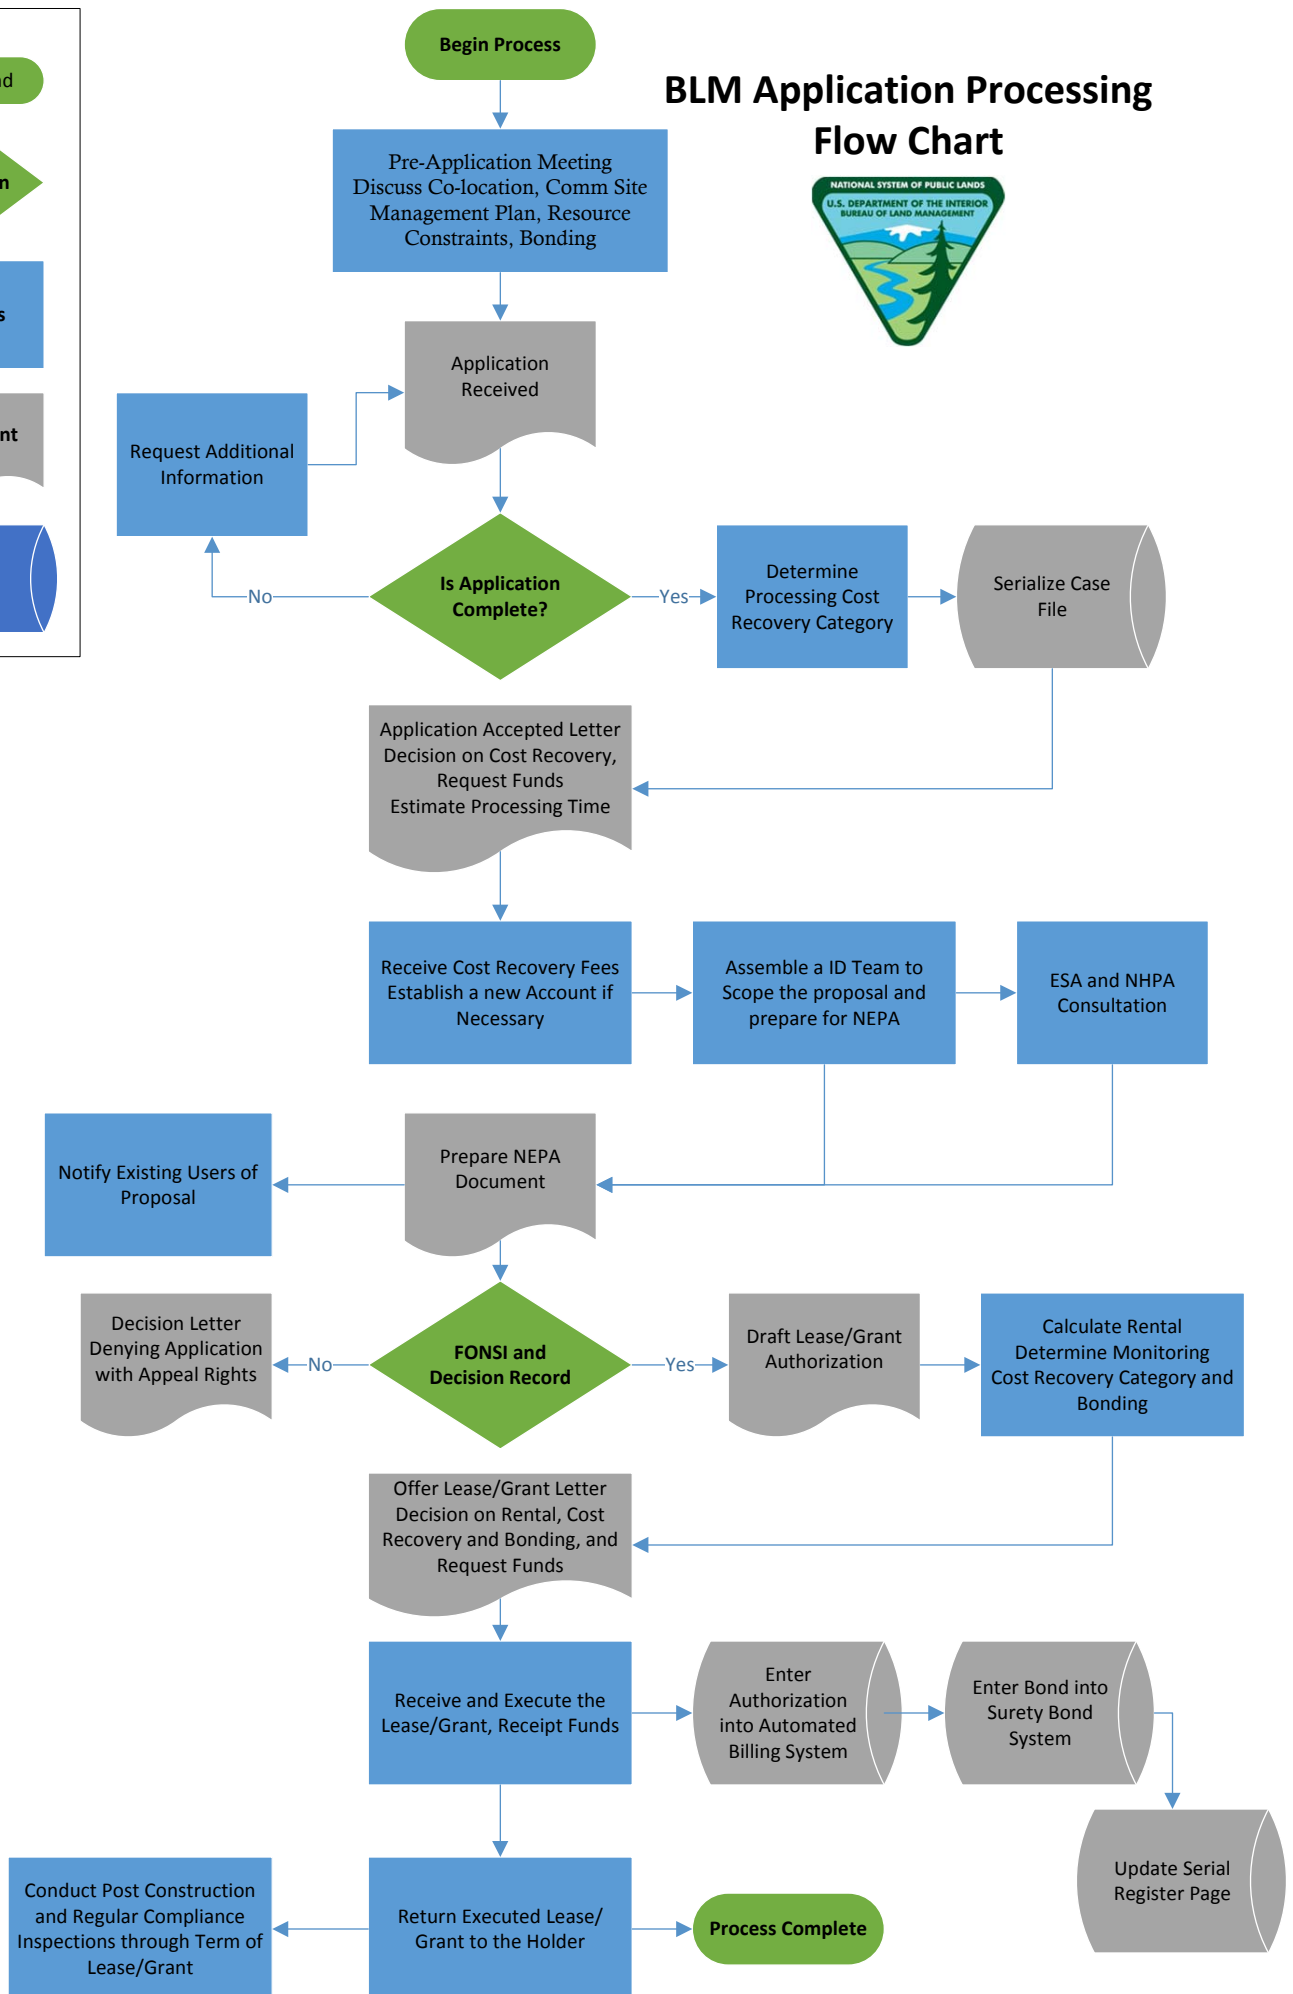 Begin Process
BLM Application Processing
Flow Chart
NATIONAL SYSTEM OF PUBLIC LANDS
U.S. DEPARTMENT OF THE INTERIOR
BUREAU OF LAND MANAGEMENT
Pre-Application Meeting
Discuss Co-location, Comm Site
Management Plan, Resource
Constraints, Bonding
Application
Received
Request Additional
Information
Is Application
Complete?
No
Yes
Determine
Processing Cost
Recovery Category
Serialize Case
File
Application Accepted Letter
Decision on Cost Recovery,
Request Funds
Estimate Processing Time
Receive Cost Recovery Fees
Establish a new Account if
Necessary
Assemble a ID Team to
Scope the proposal and
prepare for NEPA
ESA and NHPA
Consultation
Notify Existing Users of
Proposal
Prepare NEPA
Document
Decision Letter
Denying Application
with Appeal Rights
No
FONSI and
Decision Record
Yes
Draft Lease/Grant
Authorization
Calculate Rental
Determine Monitoring
Cost Recovery Category and
Bonding
Offer Lease/Grant Letter
Decision on Rental, Cost
Recovery and Bonding, and
Request Funds
Receive and Execute the
Lease/Grant, Receipt Funds
Enter
Authorization
into Automated
Billing System
Enter Bond into
Surety Bond
System
Update Serial
Register Page
Conduct Post Construction
and Regular Compliance
Inspections through Term of
Lease/Grant
Return Executed Lease/
Grant to the Holder
Process Complete